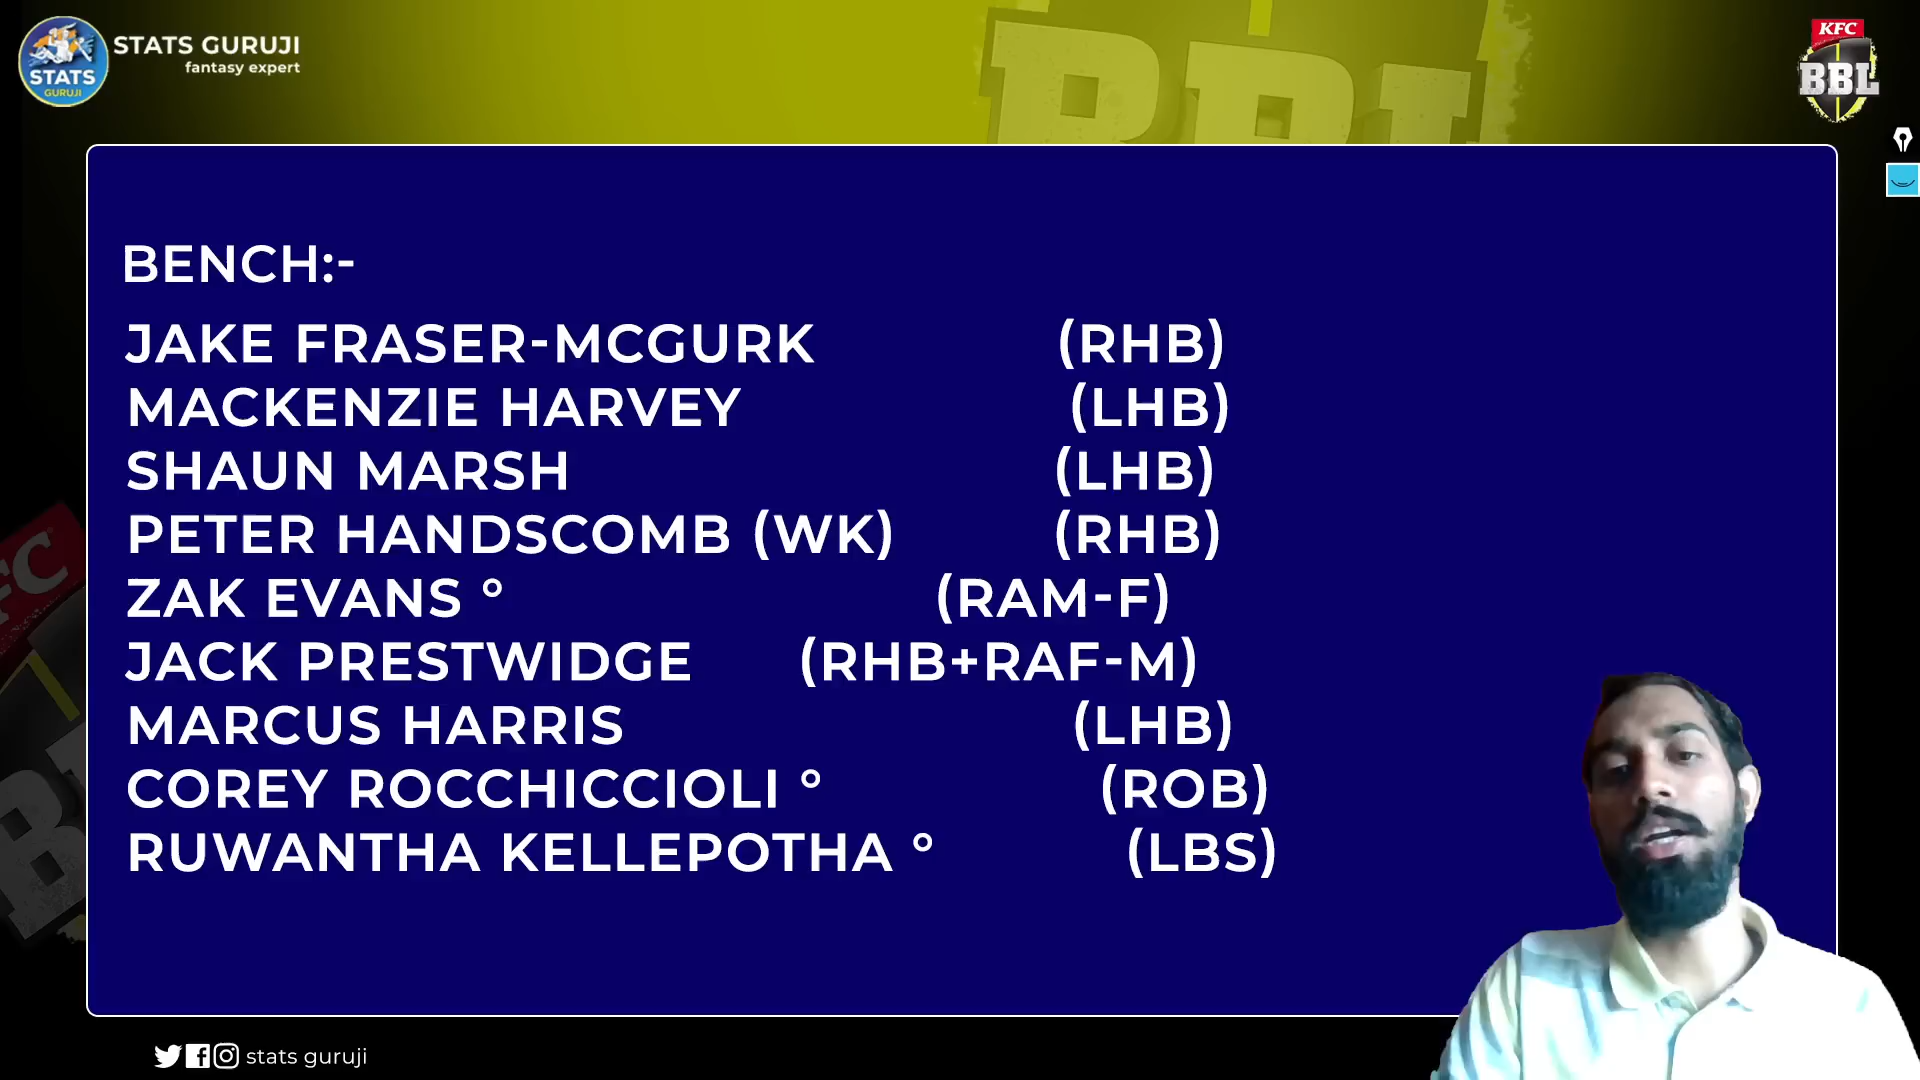 STATS GURUJI
fantasy expert
STATS
GURUJI
KFC
BBL
BENCH:-
JAKE FRASER-MCGURK (RHB)
MACKENZIE HARVEY (LHB)
SHAUN MARSH (LHB)
PETER HANDSCOMB (WK) (RHB)
ZAK EVANS ° (RAM-F)
JACK PRESTWIDGE (RHB+RAF-M)
MARCUS HARRIS (LHB)
COREY ROCCHICCIOLI ° (ROB)
RUWANTHA KELLEPOTHA ° (LBS)
stats guruji